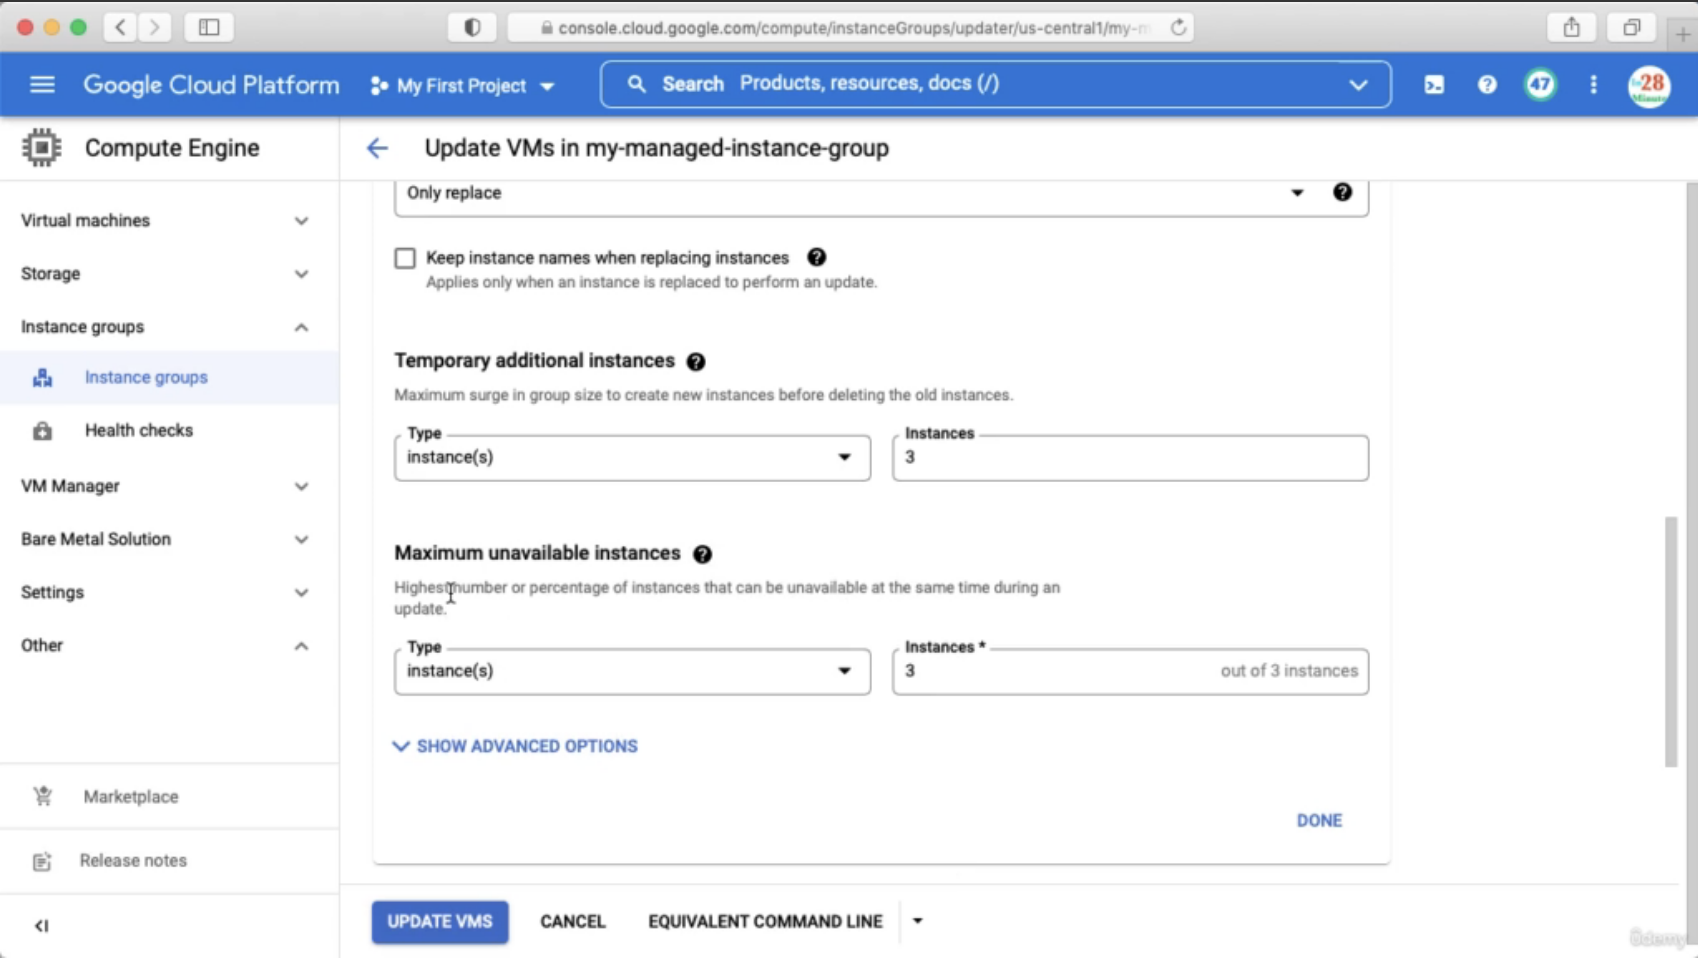 console.cloud.google.com/compute/instanceGroups/updater/us-central1/my-m
Google Cloud Platform
My First Project
Search Products, resources, docs (/)
47
28
Minute
Compute Engine
Update VMs in my-managed-instance-group
Virtual machines
Storage
Instance groups
Instance groups
Health checks
VM Manager
Bare Metal Solution
Settings
Other
Marketplace
Release notes
Only replace
Keep instance names when replacing instances
Applies only when an instance is replaced to perform an update.
Temporary additional instances
Maximum surge in group size to create new instances before deleting the old instances.
Type
instance(s)
Instances
3
Maximum unavailable instances
Highest number or percentage of instances that can be unavailable at the same time during an
update.
Type
instance(s)
Instances *
3 out of 3 instances
SHOW ADVANCED OPTIONS
DONE
UPDATE VMS
CANCEL
EQUIVALENT COMMAND LINE
ûdemy